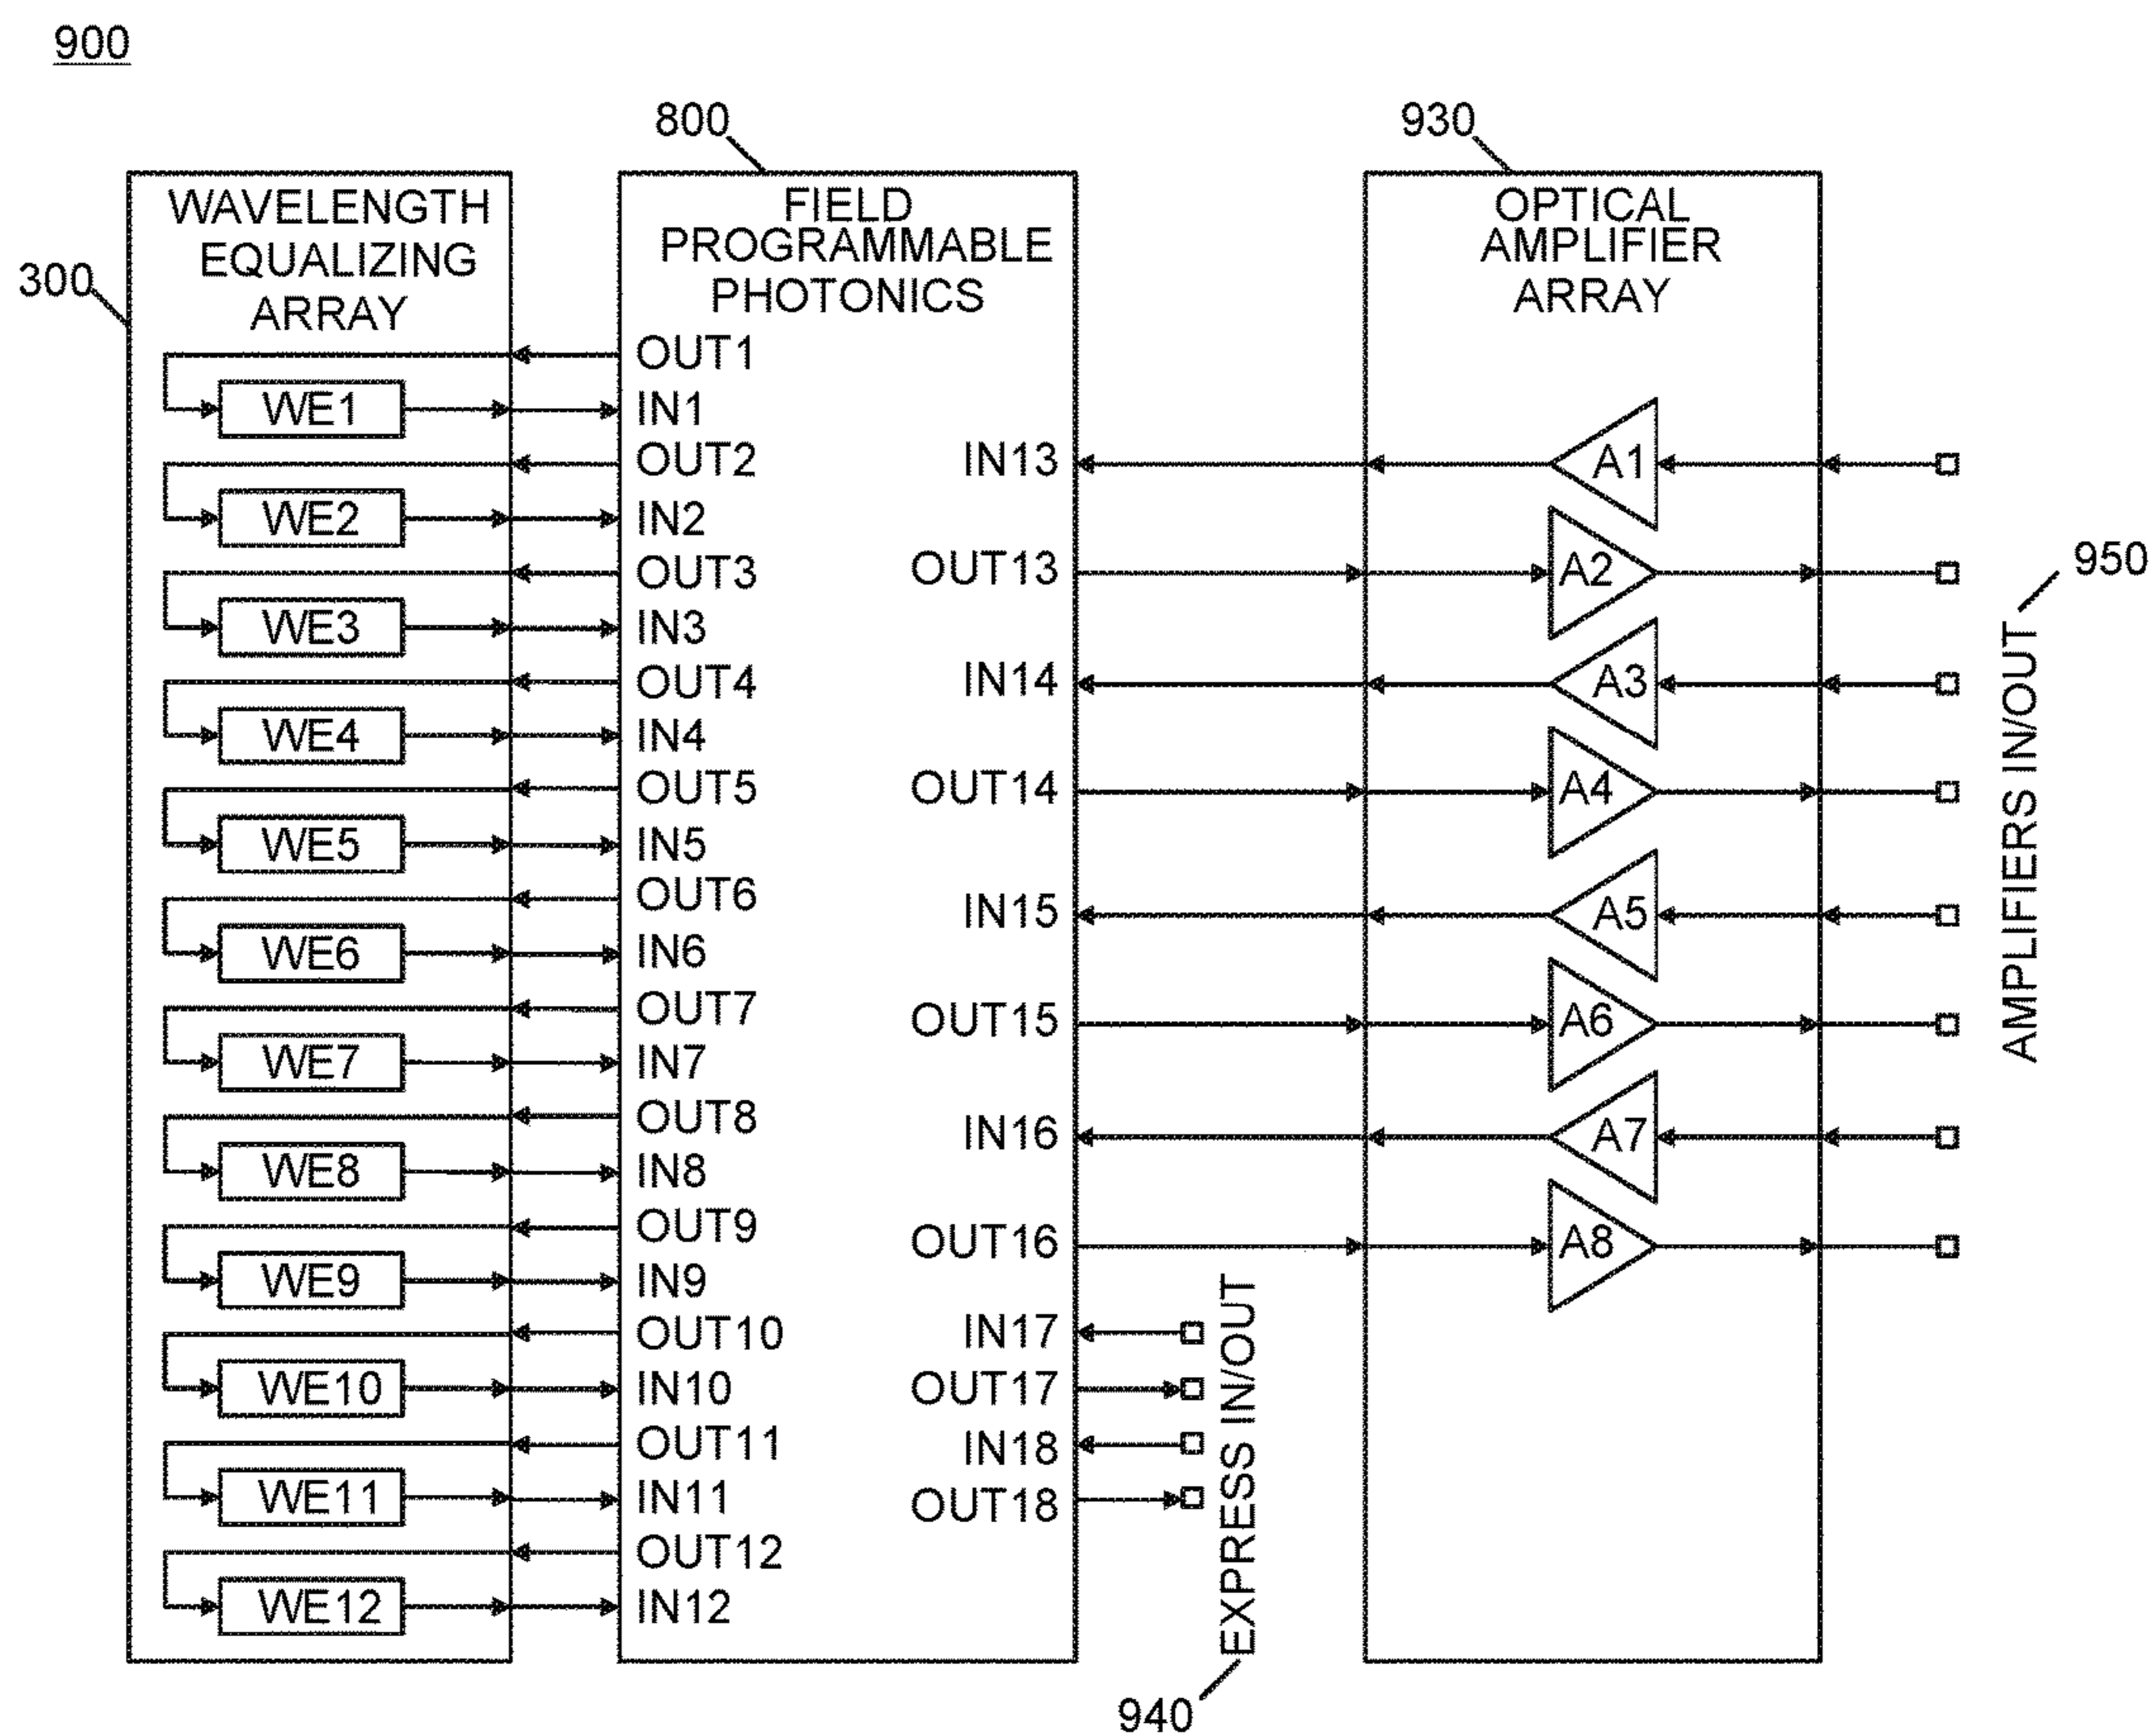 900
800
930
300
WAVELENGTH
EQUALIZING
ARRAY
WE1
WE2
WE3
WE4
WE5
WE6
WE7
WE8
WE9
WE10
WE11
WE12
FIELD
PROGRAMMABLE
PHOTONICS
OUT1
IN1
OUT2
IN2
OUT3
IN3
OUT4
IN4
OUT5
IN5
OUT6
IN6
OUT7
IN7
OUT8
IN8
OUT9
IN9
OUT10
IN10
OUT11
IN11
OUT12
IN12
IN13
OUT13
IN14
OUT14
IN15
OUT15
IN16
OUT16
IN17
OUT17
IN18
OUT18
EXPRESS IN/OUT
940
OPTICAL
AMPLIFIER
ARRAY
A1
A2
A3
A4
A5
A6
A7
A8
AMPLIFIERS IN/OUT
950